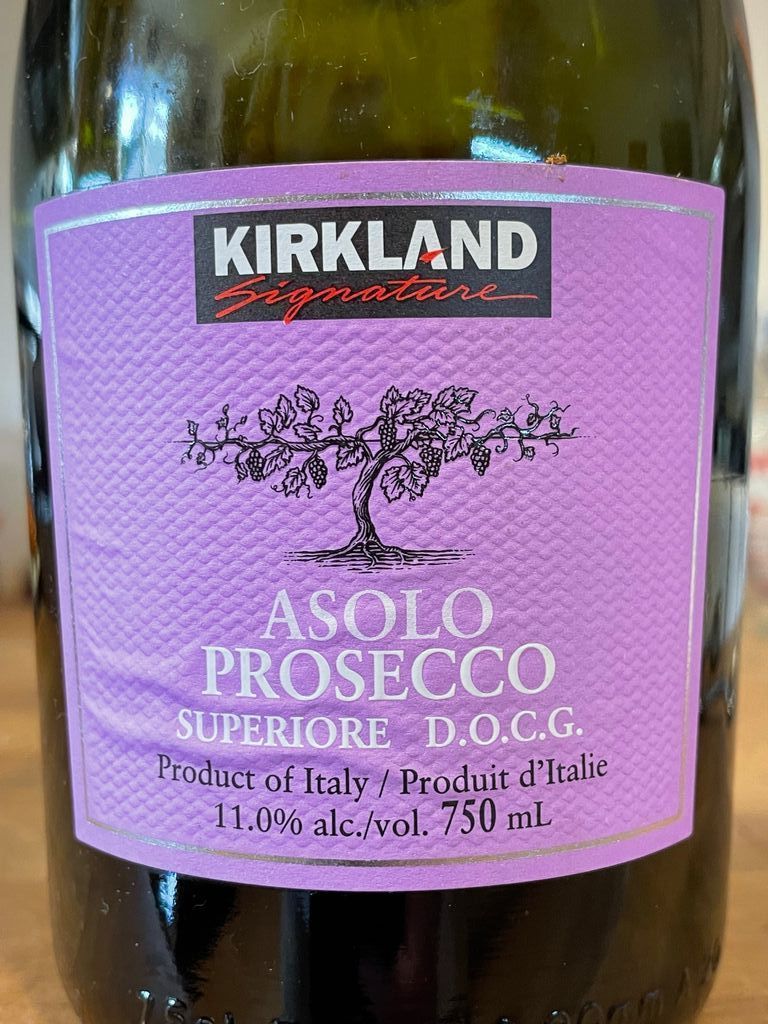 KIRKLAND
Signature
ASOLO
PROSECCO
SUPERIORE D.O.C.G.
Product of Italy / Produit d'Italie
11.0% alc./vol. 750 mL